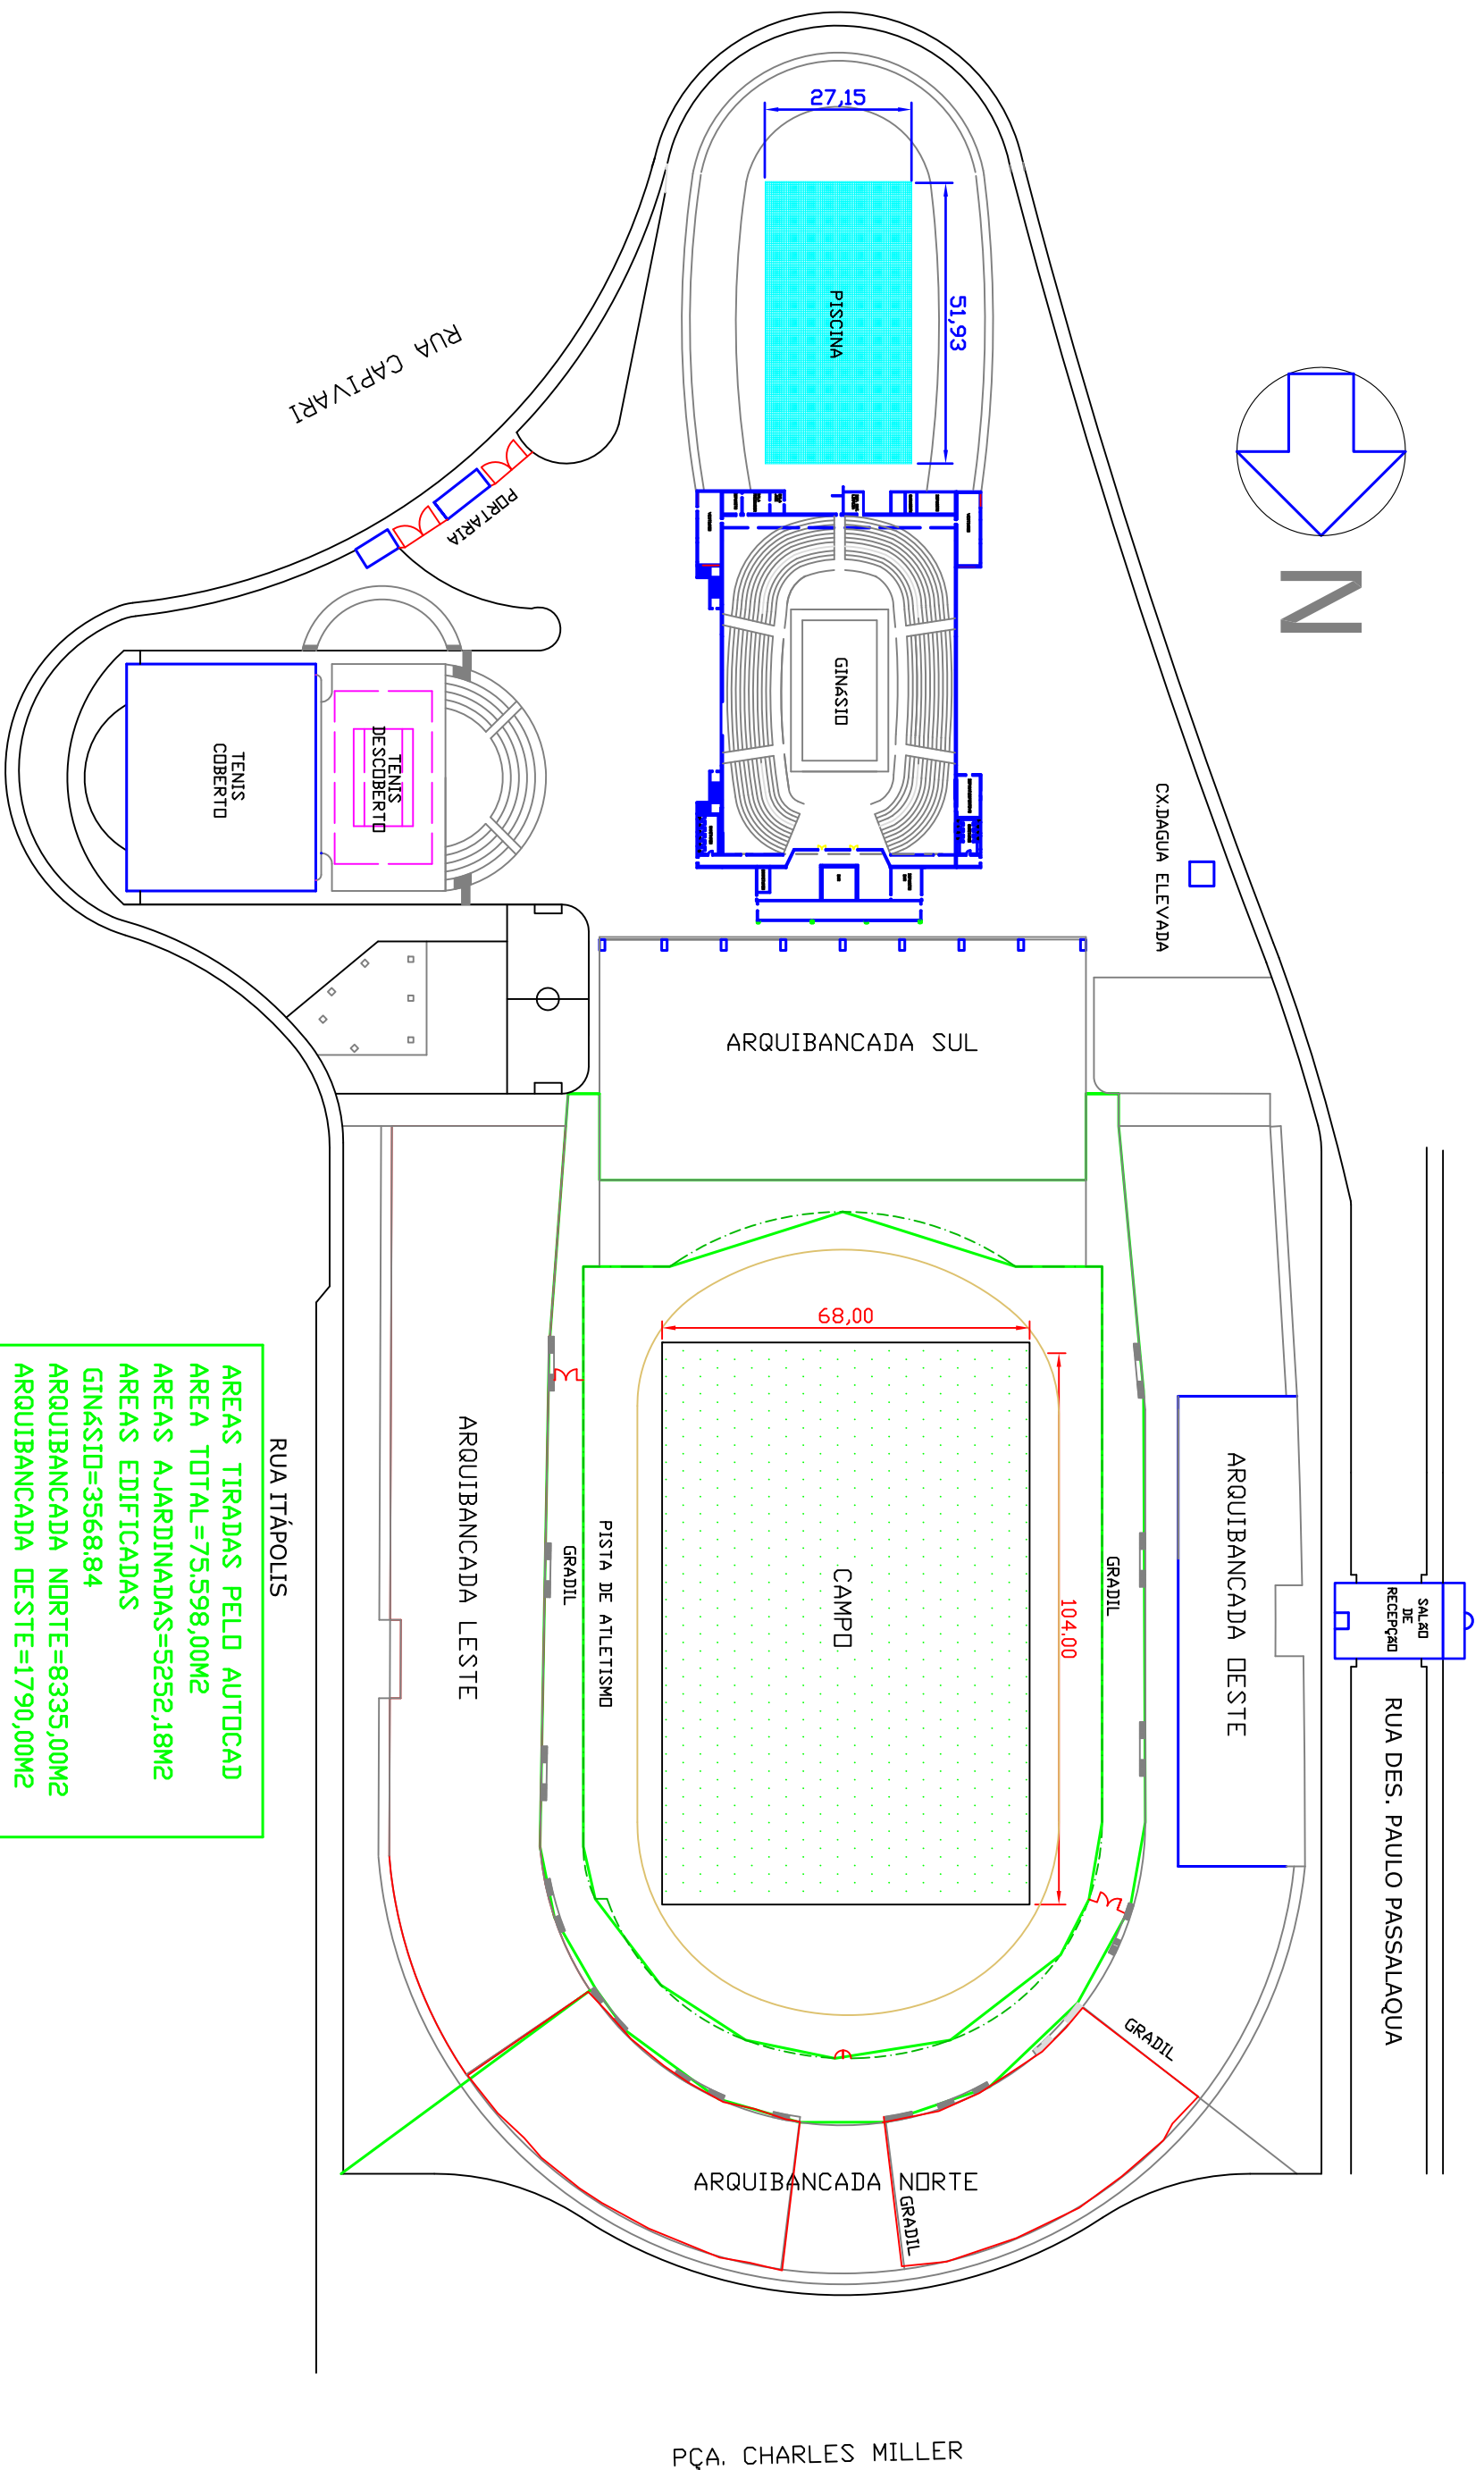 27,15
51,93
PISCINA
RUA CAPIVARI
PORTARIA
N
GINÁSIO
TENIS
COBERTO
TENIS
DESCOBERTO
CX.DAGUA ELEVADA
ARQUIBANCADA SUL
68,00
104,00
CAMPO
GRADIL
GRADIL
PISTA DE ATLETISMO
ARQUIBANCADA LESTE
ARQUIBANCADA OESTE
SALÃO
DE
RECEPÇÃO
RUA DES. PAULO PASSALAQUA
RUA ITÁPOLIS
AREAS TIRADAS PELO AUTOCAD
AREA TOTAL=75.598,00M2
AREAS AJARDINADAS=5252,18M2
AREAS EDIFICADAS
GINÁSIO=3568.84
ARQUIBANCADA NORTE=8335,00M2
ARQUIBANCADA OESTE=1790,00M2
GRADIL
ARQUIBANCADA NORTE
GRADIL
PÇA. CHARLES MILLER